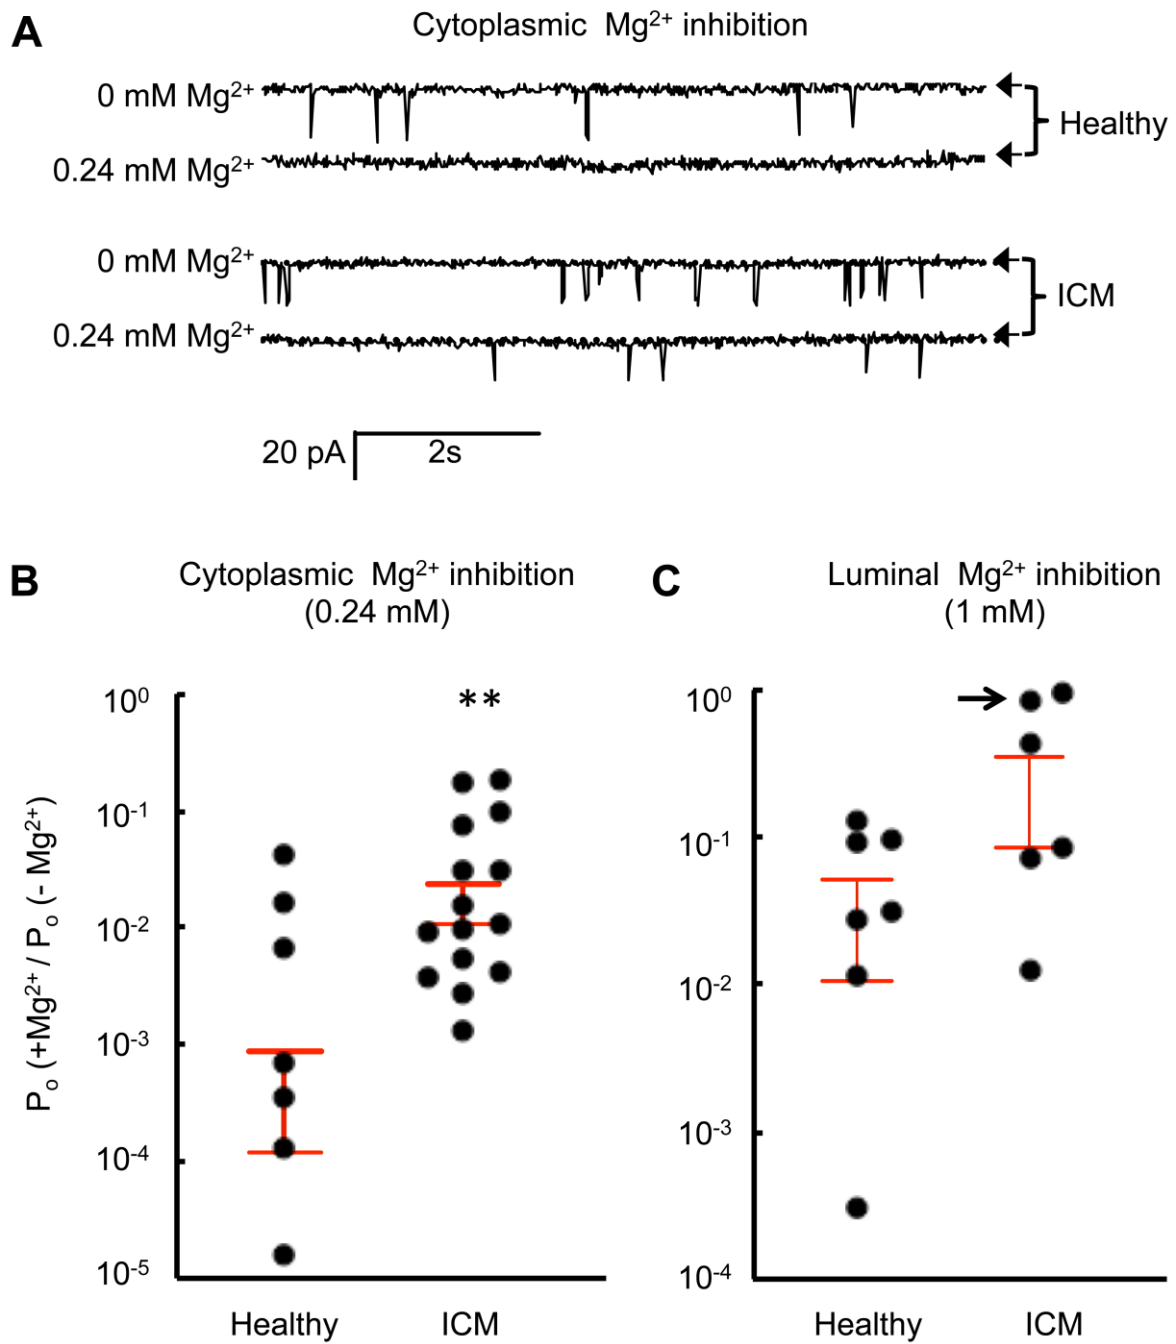 A
Cytoplasmic Mg²⁺ inhibition
0 mM Mg²⁺
Healthy
0.24 mM Mg²⁺
0 mM Mg²⁺
ICM
0.24 mM Mg²⁺
20 pA
2s
B
Cytoplasmic Mg²⁺ inhibition
(0.24 mM)
C
Luminal Mg²⁺ inhibition
(1 mM)
Pₒ (+Mg²⁺ / Pₒ (- Mg²⁺)
10⁰
10⁻¹
10⁻²
10⁻³
10⁻⁴
10⁻⁵
**
Healthy
ICM
10⁰
10⁻¹
10⁻²
10⁻³
10⁻⁴
Healthy
ICM